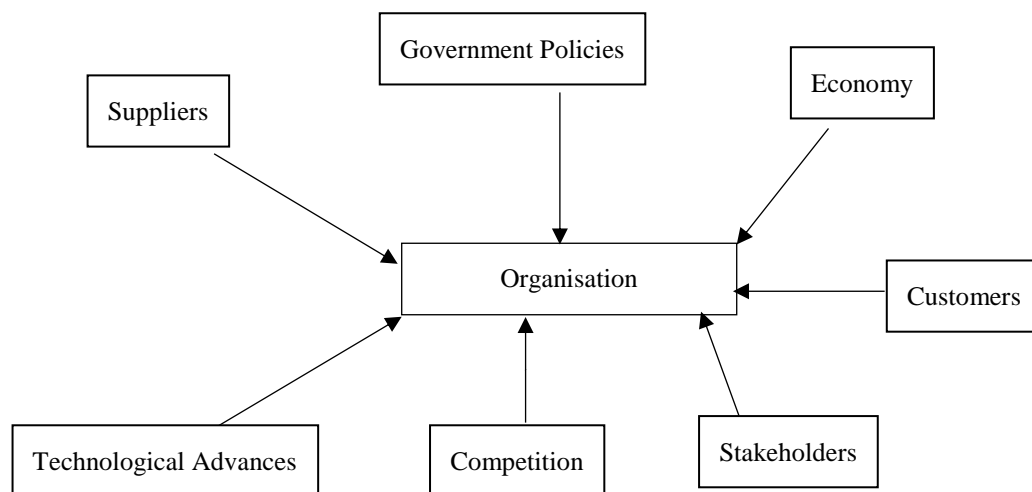 Government Policies
Economy
Suppliers
Organisation
Customers
Technological Advances
Competition
Stakeholders